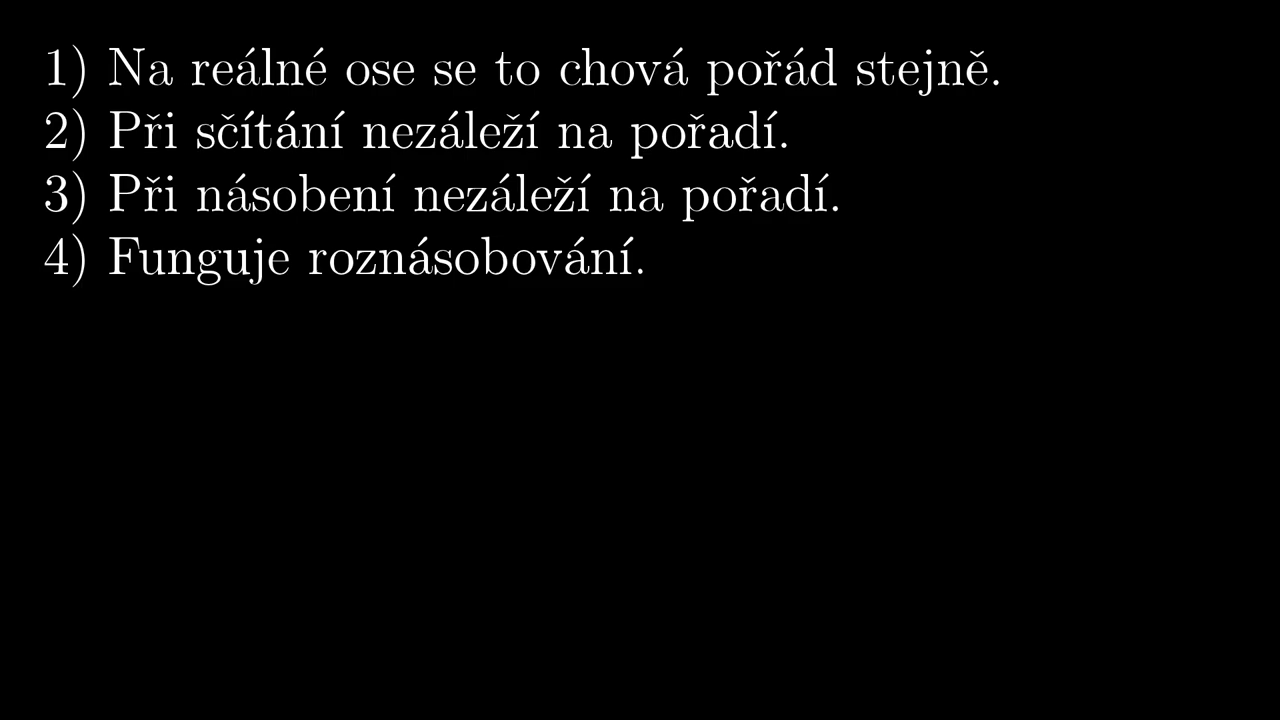 1) Na reálné ose se to chová pořád stejně.
2) Při sčítání nezáleží na pořadí.
3) Při násobení nezáleží na pořadí.
4) Funguje roznásobování.